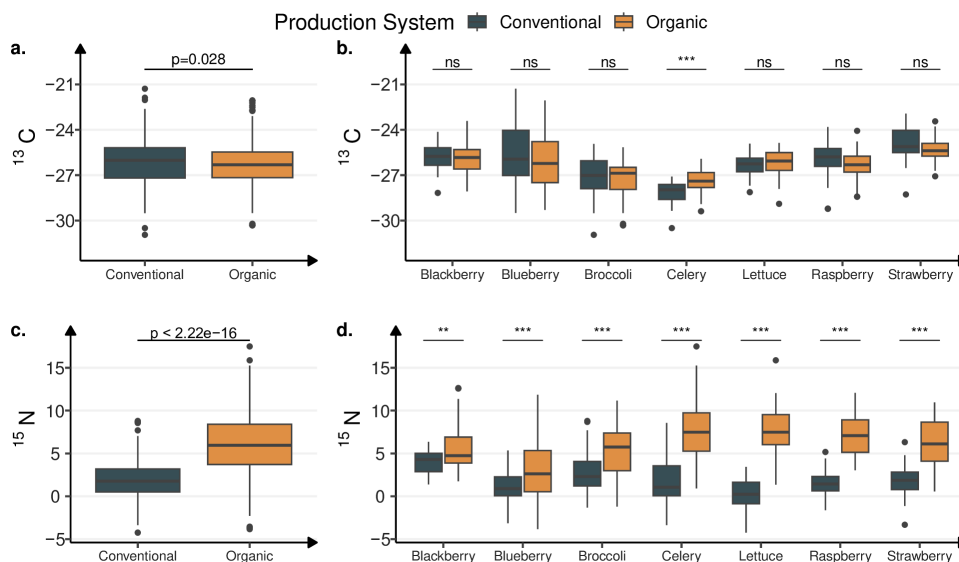 Production System Conventional Organic
a.
p=0.028
−21
−24
−27
−30
13 C
Conventional Organic
b.
ns ns ns *** ns ns ns
−21
−24
−27
−30
13 C
Blackberry Blueberry Broccoli Celery Lettuce Raspberry Strawberry
c.
p < 2.22e−16
15
10
5
0
−5
15 N
Conventional Organic
d.
** *** *** *** *** *** ***
15
10
5
0
−5
15 N
Blackberry Blueberry Broccoli Celery Lettuce Raspberry Strawberry